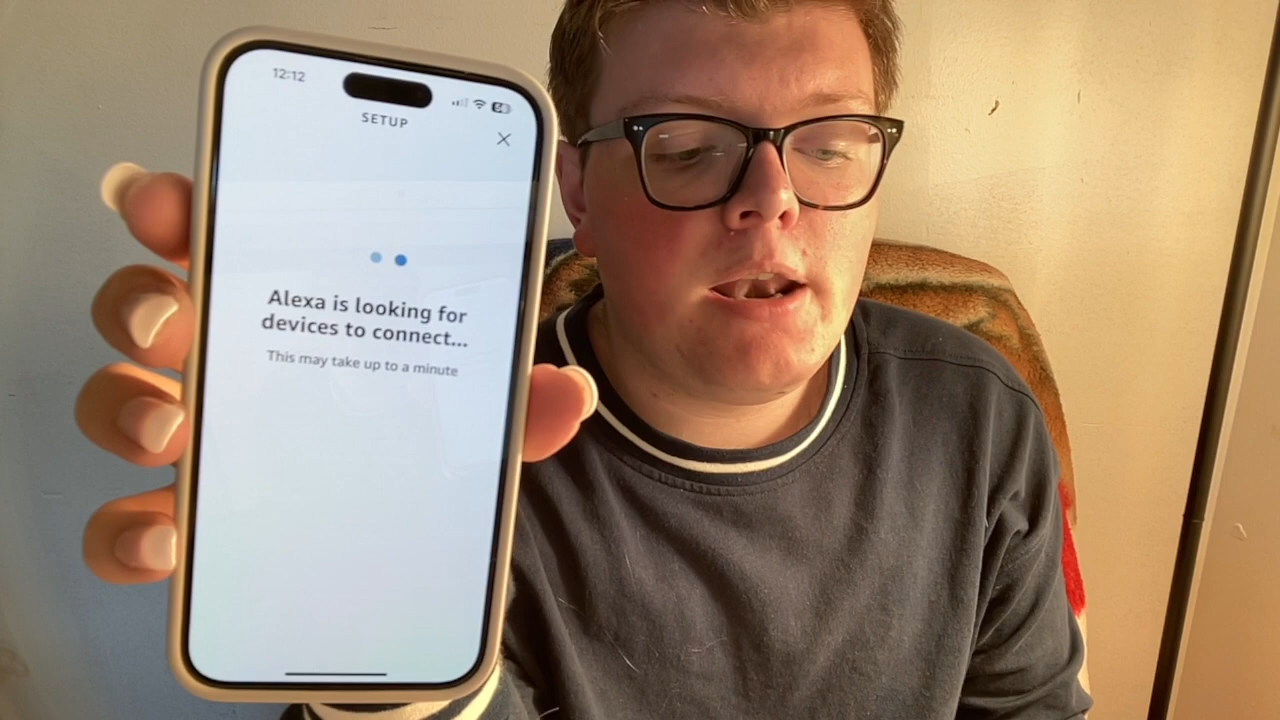 12:12
SETUP
Alexa is looking for
devices to connect...
This may take up to a minute